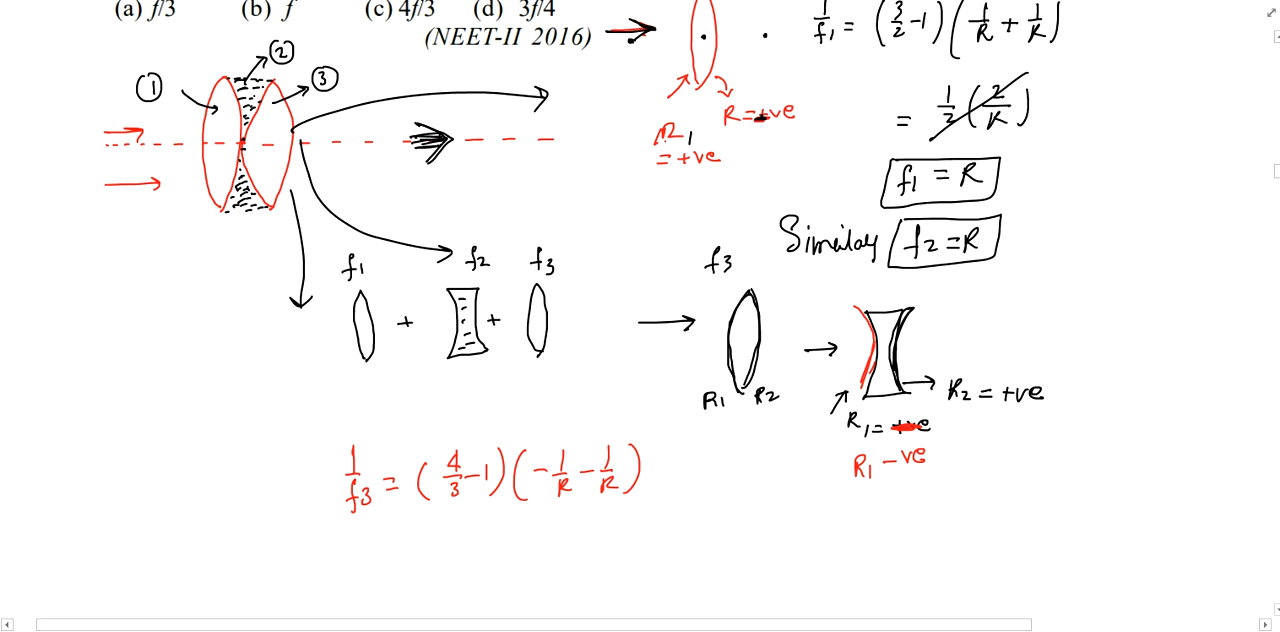 (a) f/3 (b) f (c) 4f/3 (d) 3f/4
(NEET-II 2016)
1/f1 = (3/2-1)(1/R + 1/R)
= 1/2 (2/R)
f1 = R
Similay f2 = R
① ② ③
R1 = +ve
R = -ve
f1 f2 f3 f3
+ +
R1 R2
R2 = +ve
R1 = +ve
R1 -ve
1/f3 = (4/3-1)(-1/R-1/R)